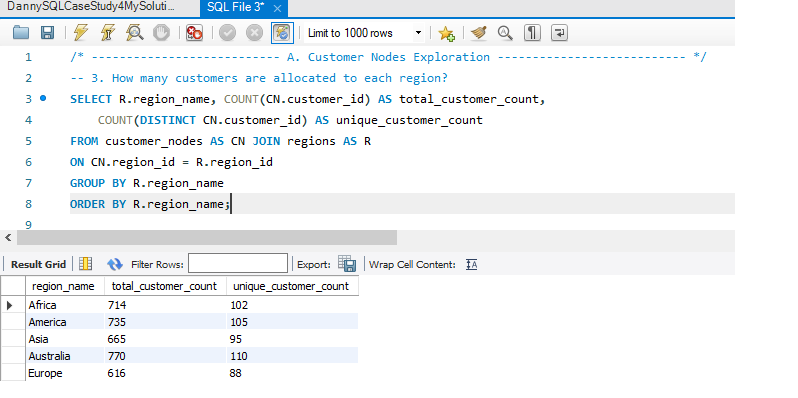 DannySQLCaseStudy4MySoluti... SQL File 3* ×
Limit to 1000 rows
1 /* --------------------------- A. Customer Nodes Exploration --------------------------- */
2 -- 3. How many customers are allocated to each region?
3 SELECT R.region_name, COUNT(CN.customer_id) AS total_customer_count,
4 COUNT(DISTINCT CN.customer_id) AS unique_customer_count
5 FROM customer_nodes AS CN JOIN regions AS R
6 ON CN.region_id = R.region_id
7 GROUP BY R.region_name
8 ORDER BY R.region_name;
9
Result Grid Filter Rows: Export: Wrap Cell Content: IA
region_name total_customer_count unique_customer_count
Africa 714 102
America 735 105
Asia 665 95
Australia 770 110
Europe 616 88